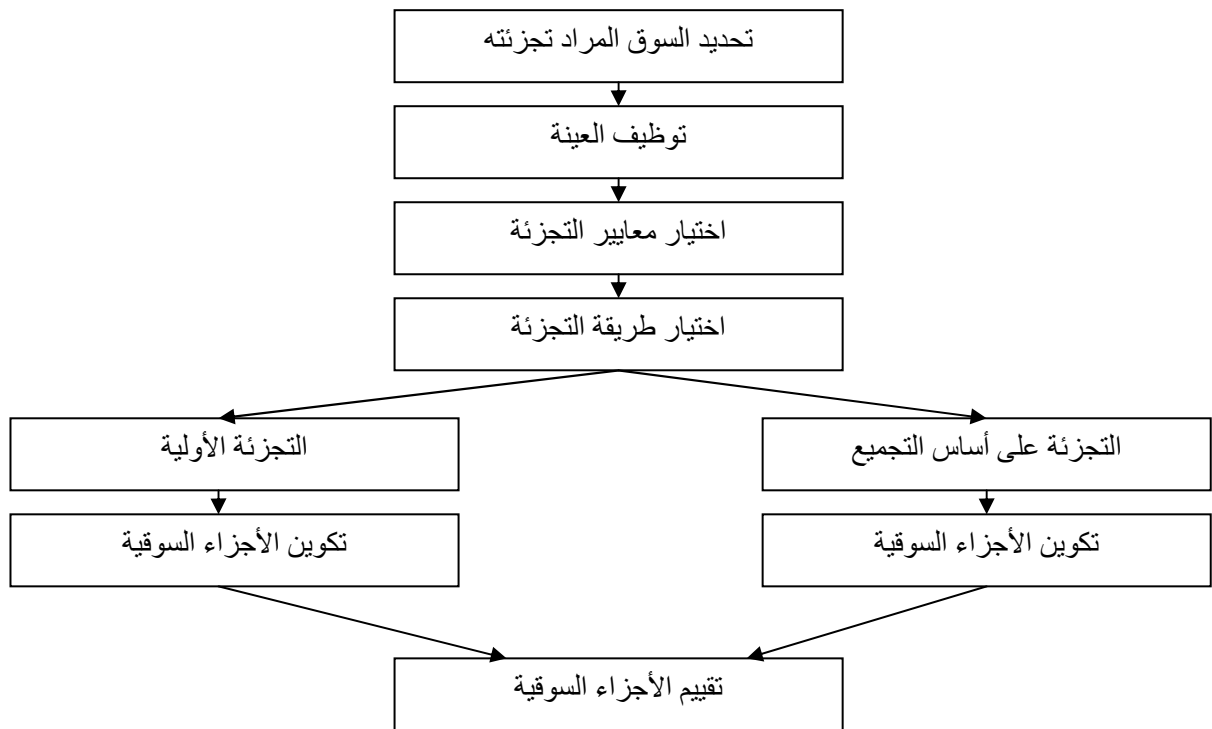 تحديد السوق المراد تجزئته
توظيف العينة
اختيار معايير التجزئة
اختيار طريقة التجزئة
التجزئة على أساس التجميع
التجزئة الأولية
تكوين الأجزاء السوقية
تكوين الأجزاء السوقية
تقييم الأجزاء السوقية